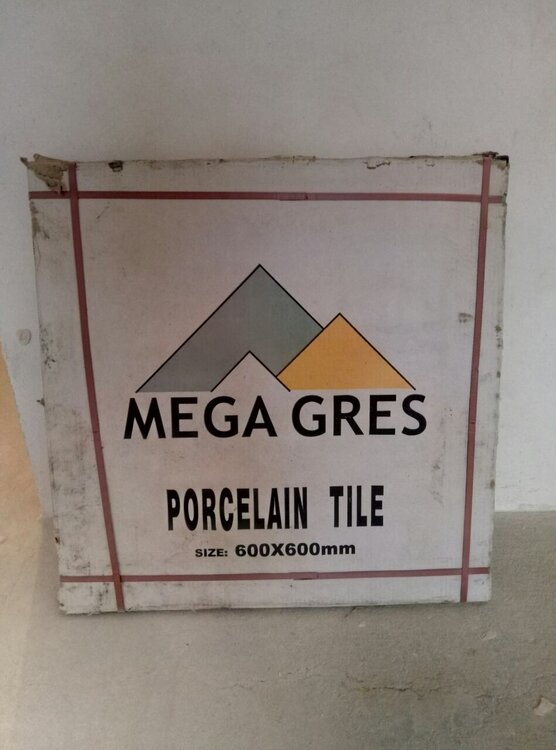 MEGA GRES
PORCELAIN TILE
SIZE: 600X600mm